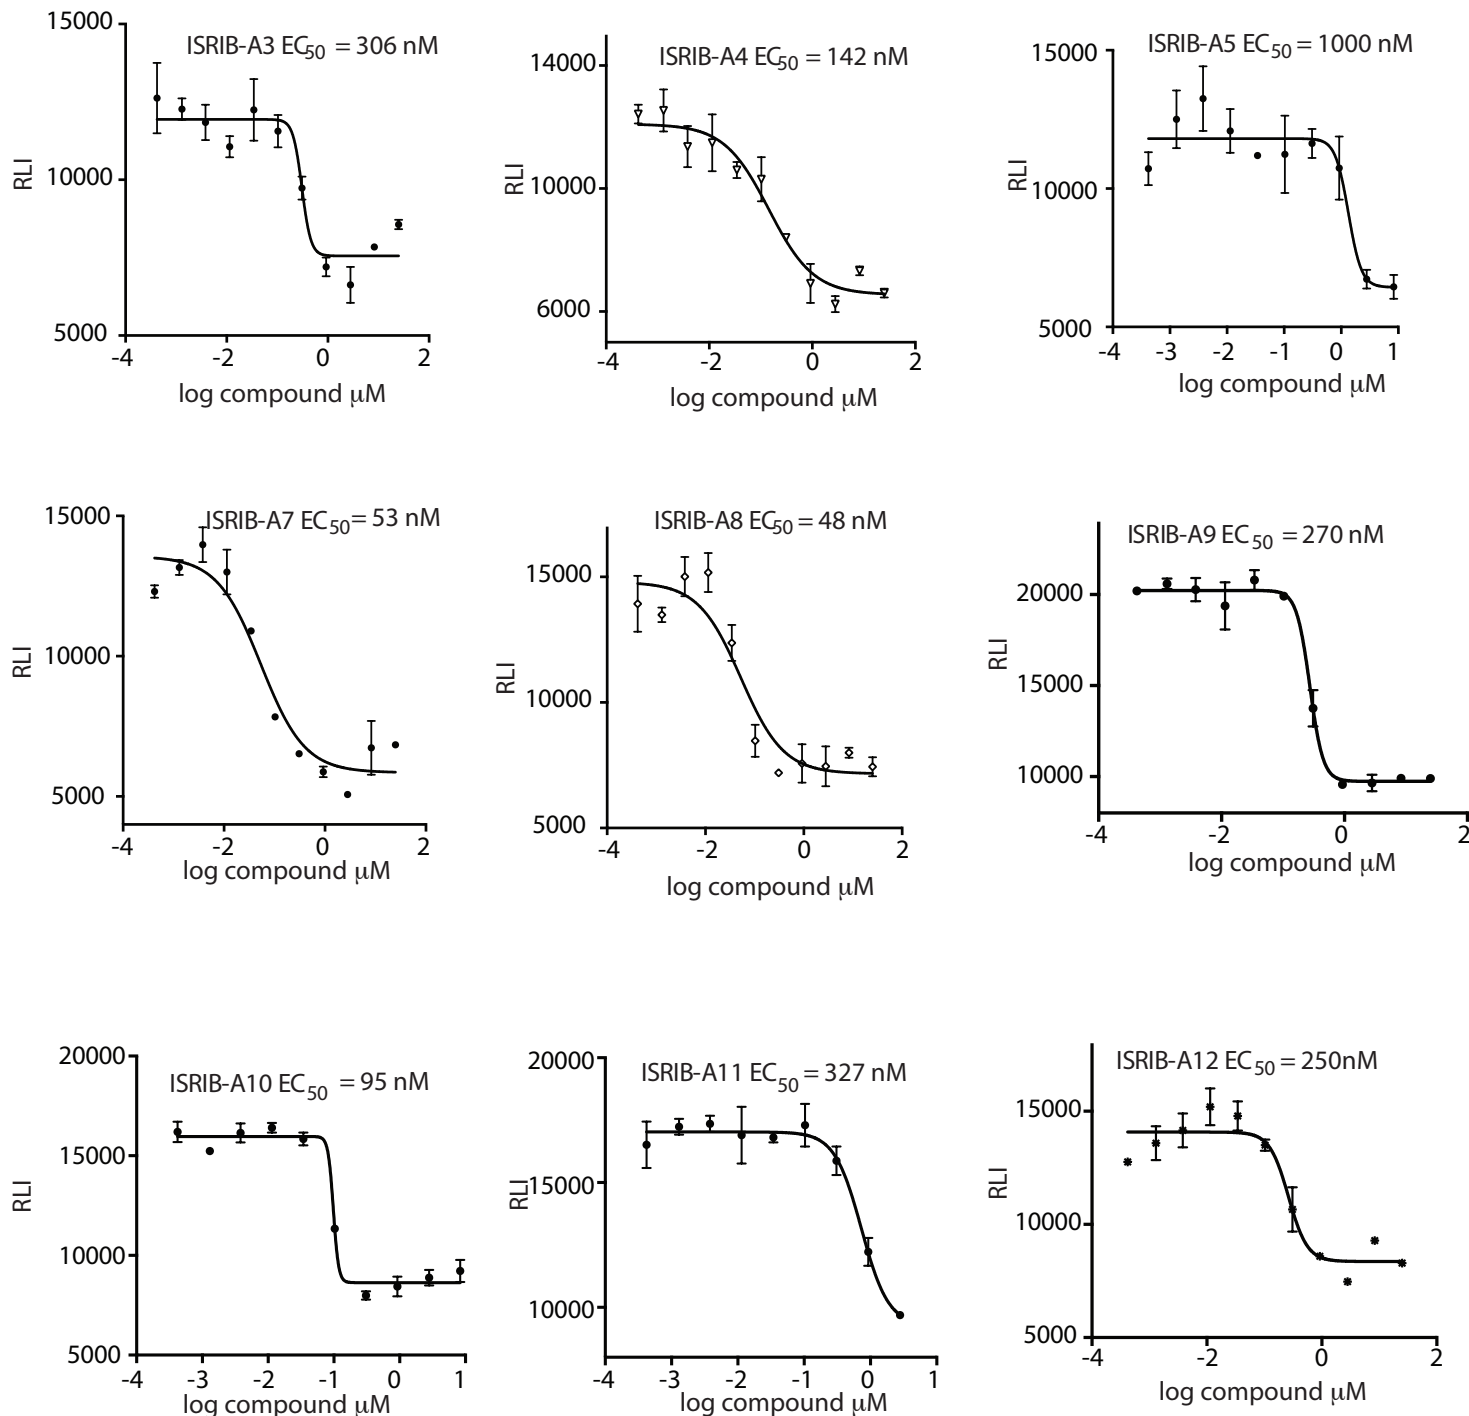 ISRIB-A3 EC50 = 306 nM
15000
10000
5000
RLI
-4 -2 0 2
log compound μM
ISRIB-A4 EC50 = 142 nM
14000
10000
6000
RLI
-4 -2 0 2
log compound μM
ISRIB-A5 EC50 = 1000 nM
15000
10000
5000
RLI
-4 -3 -2 -1 0 1
log compound μM
ISRIB-A7 EC50 = 53 nM
15000
10000
5000
RLI
-4 -2 0 2
log compound μM
ISRIB-A8 EC50 = 48 nM
15000
10000
5000
RLI
-4 -2 0 2
log compound μM
ISRIB-A9 EC50 = 270 nM
20000
15000
10000
RLI
-4 -2 0 2
log compound μM
ISRIB-A10 EC50 = 95 nM
20000
15000
10000
5000
RLI
-4 -3 -2 -1 0 1
log compound μM
ISRIB-A11 EC50 = 327 nM
20000
15000
10000
RLI
-4 -3 -2 -1 0 1
log compound μM
ISRIB-A12 EC50 = 250nM
15000
10000
5000
RLI
-4 -2 0 2
log compound μM